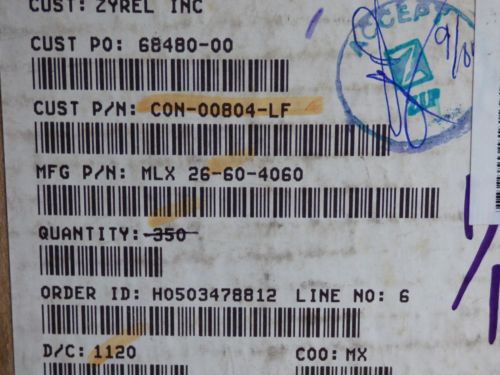 CUST: ZYREL INC
CUST PO: 68480-00
CUST P/N: CON-00804-LF
MFG P/N: MLX 26-60-4060
QUANTITY: 350
ORDER ID: H0503478812 LINE NO: 6
D/C: 1120
COO: MX
ACCEPT